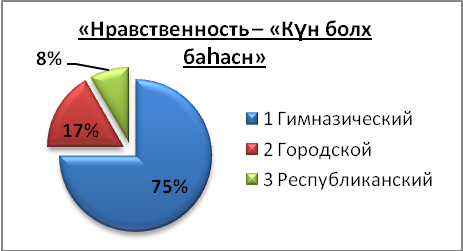 «Нравственность – «Күн болх
баһасн»
8%
17%
75%
1 Гимназический
2 Городской
3 Республиканский